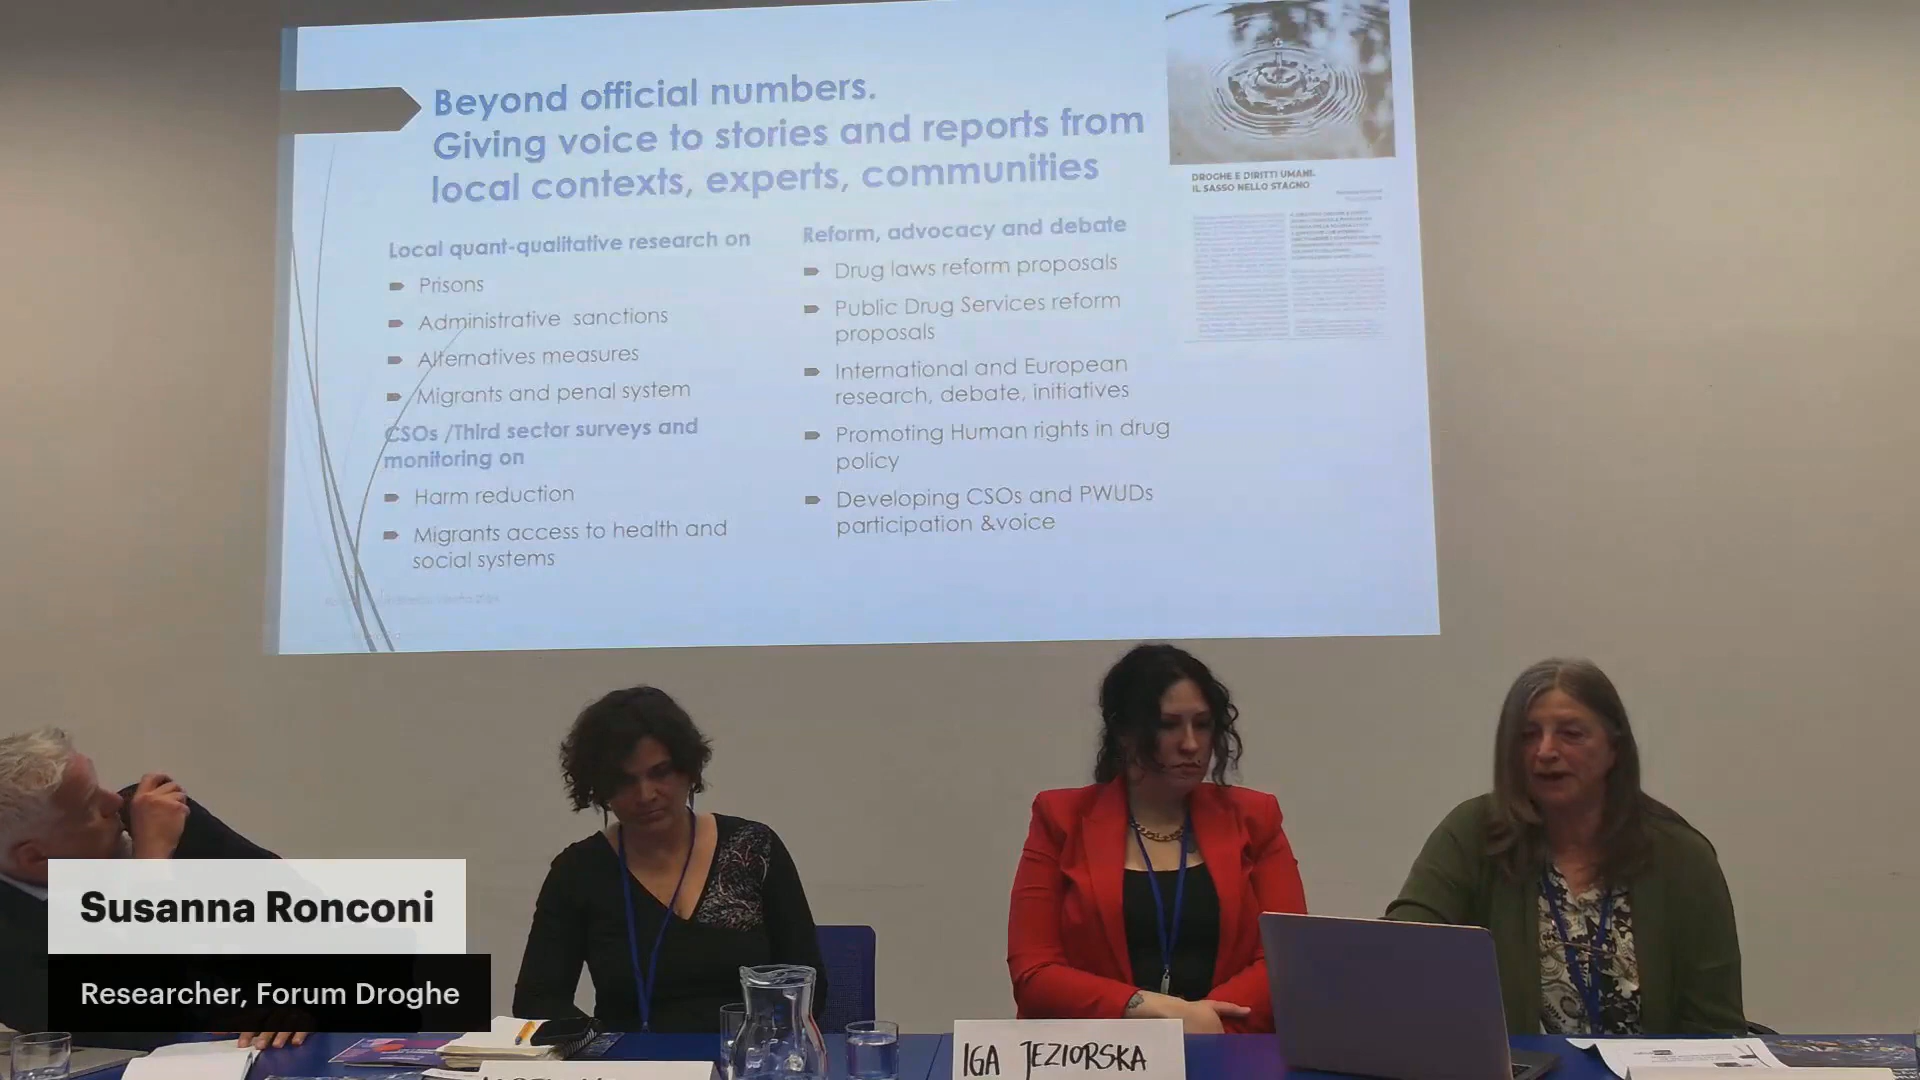 Beyond official numbers.
Giving voice to stories and reports from
local contexts, experts, communities
Local quant-qualitative research on
Prisons
Administrative sanctions
Alternatives measures
Migrants and penal system
CSOs /Third sector surveys and
monitoring on
Harm reduction
Migrants access to health and
social systems
Reform, advocacy and debate
Drug laws reform proposals
Public Drug Services reform
proposals
International and European
research, debate, initiatives
Promoting Human rights in drug
policy
Developing CSOs and PWUDs
participation &voice
DROGHE E DIRITTI UMANI.
IL SASSO NELLO STAGNO
Susanna Ronconi
Researcher, Forum Droghe
IGA JEZIORSKA